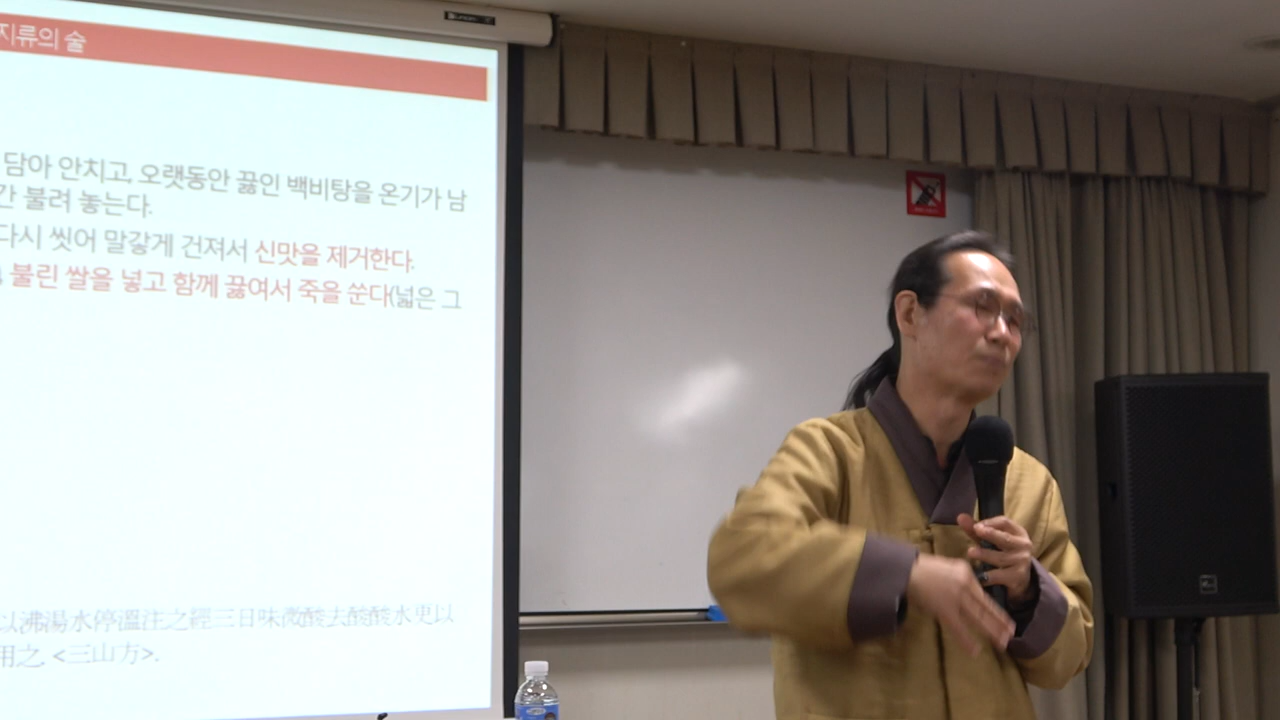 지류의 술
담아 안치고, 오랫동안 끓인 백비탕을 온기가 남
간 불려 놓는다.
다시 씻어 말갛게 건져서 신맛을 제거한다.
불린 쌀을 넣고 함께 끓여서 죽을 쑨다(넓은 그
以沸湯水停溫注之經三日味微酸去酸酸水更以
用之. <三山方>.